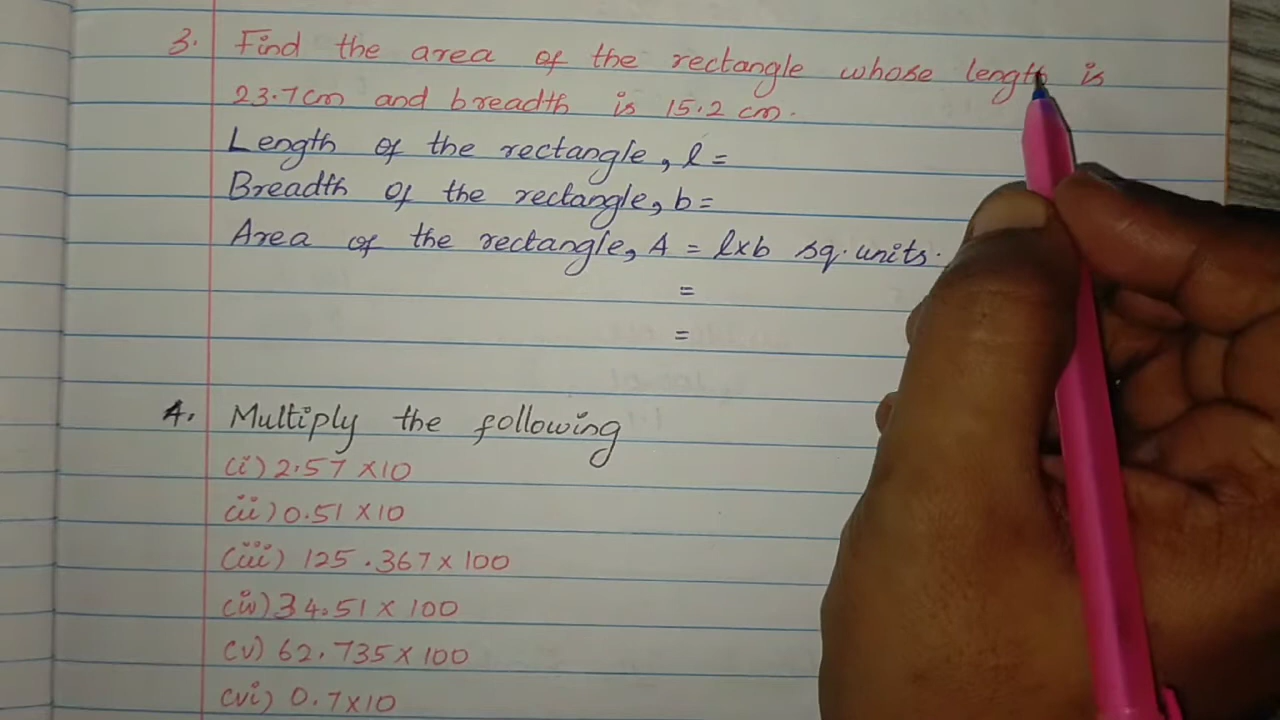 3. Find the area of the rectangle whose length is
23.7cm and breadth is 15.2 cm.
Length of the rectangle, l =
Breadth of the rectangle, b =
Area of the rectangle, A = l×b sq. units.
=
=
4. Multiply the following
(i) 2.57 ×10
(ii) 0.51 ×10
(iii) 125.367×100
(iv) 34.51 × 100
(v) 62.735×100
(vi) 0.7×10